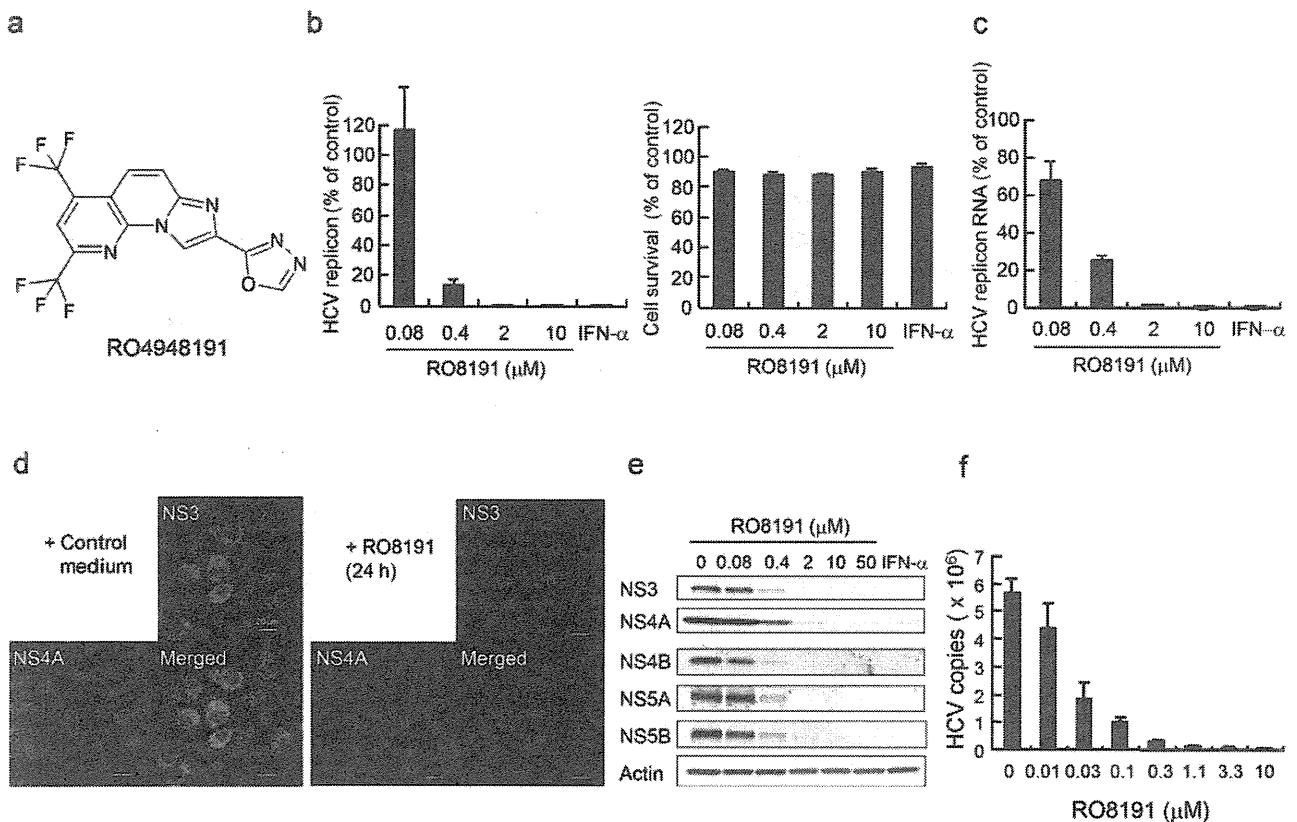 a
F
F
F
F
F
F
N
N
N
N
N
O
RO4948191
b
HCV replicon (% of control)
120
100
80
60
40
20
0
0.08 0.4 2 10 IFN-α
RO8191 (μM)
Cell survival (% of control)
120
100
80
60
40
20
0
0.08 0.4 2 10 IFN-α
RO8191 (μM)
c
HCV replicon RNA (% of control)
100
80
60
40
20
0
0.08 0.4 2 10 IFN-α
RO8191 (μM)
d
+ Control
medium
NS3
NS4A
Merged
+ RO8191
(24 h)
NS3
NS4A
Merged
e
RO8191 (μM)
0 0.08 0.4 2 10 50 IFN-α
NS3
NS4A
NS4B
NS5A
NS5B
Actin
f
HCV copies ( × 10⁶)
7
6
5
4
3
2
1
0
0 0.01 0.03 0.1 0.3 1.1 3.3 10
RO8191 (μM)